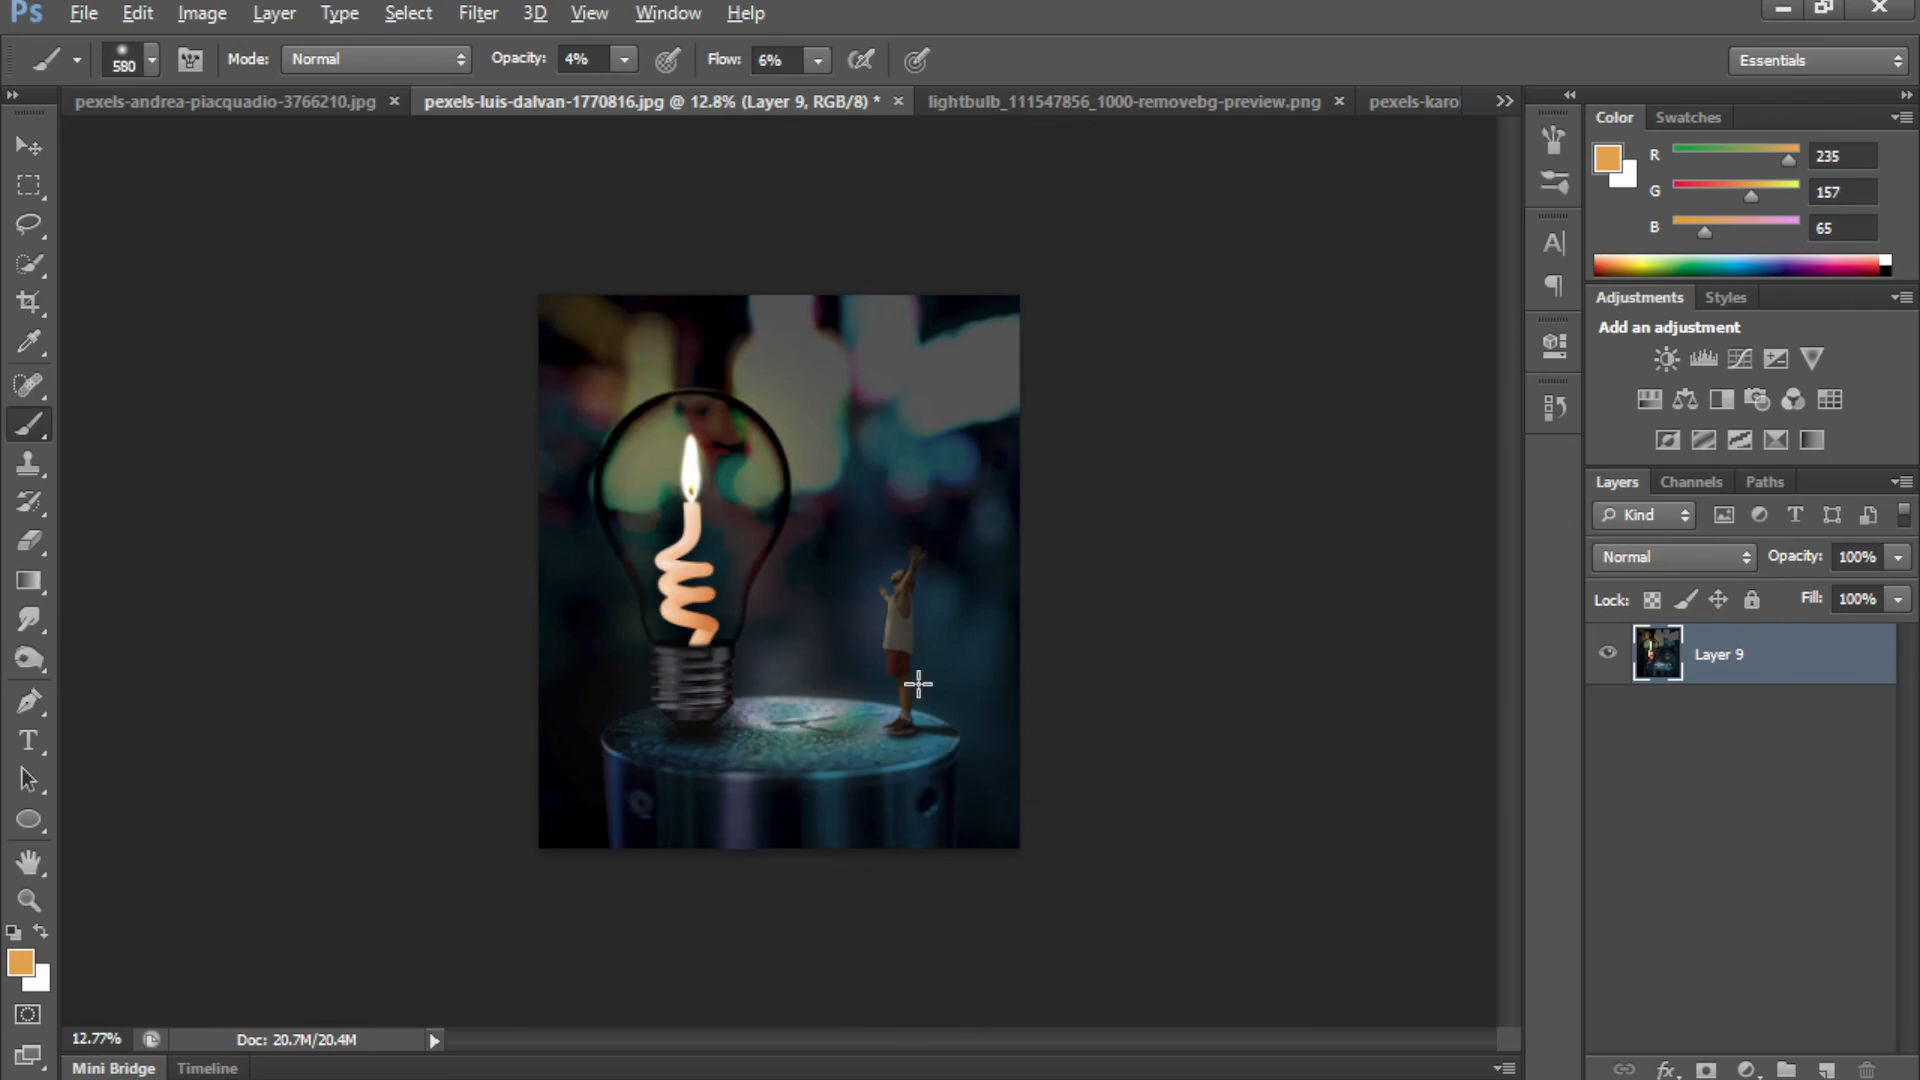 Ps File Edit Image Layer Type Select Filter 3D View Window Help
580 Mode: Normal Opacity: 4% Flow: 6% Essentials
pexels-andrea-piacquadio-3766210.jpg × pexels-luis-dalvan-1770816.jpg @ 12.8% (Layer 9, RGB/8) * × lightbulb_111547856_1000-removebg-preview.png × pexels-karo
Color Swatches
R 235
G 157
B 65
Adjustments Styles
Add an adjustment
Layers Channels Paths
Kind
Normal Opacity: 100%
Lock: Fill: 100%
Layer 9
12.77% Doc: 20.7M/20.4M
Mini Bridge Timeline